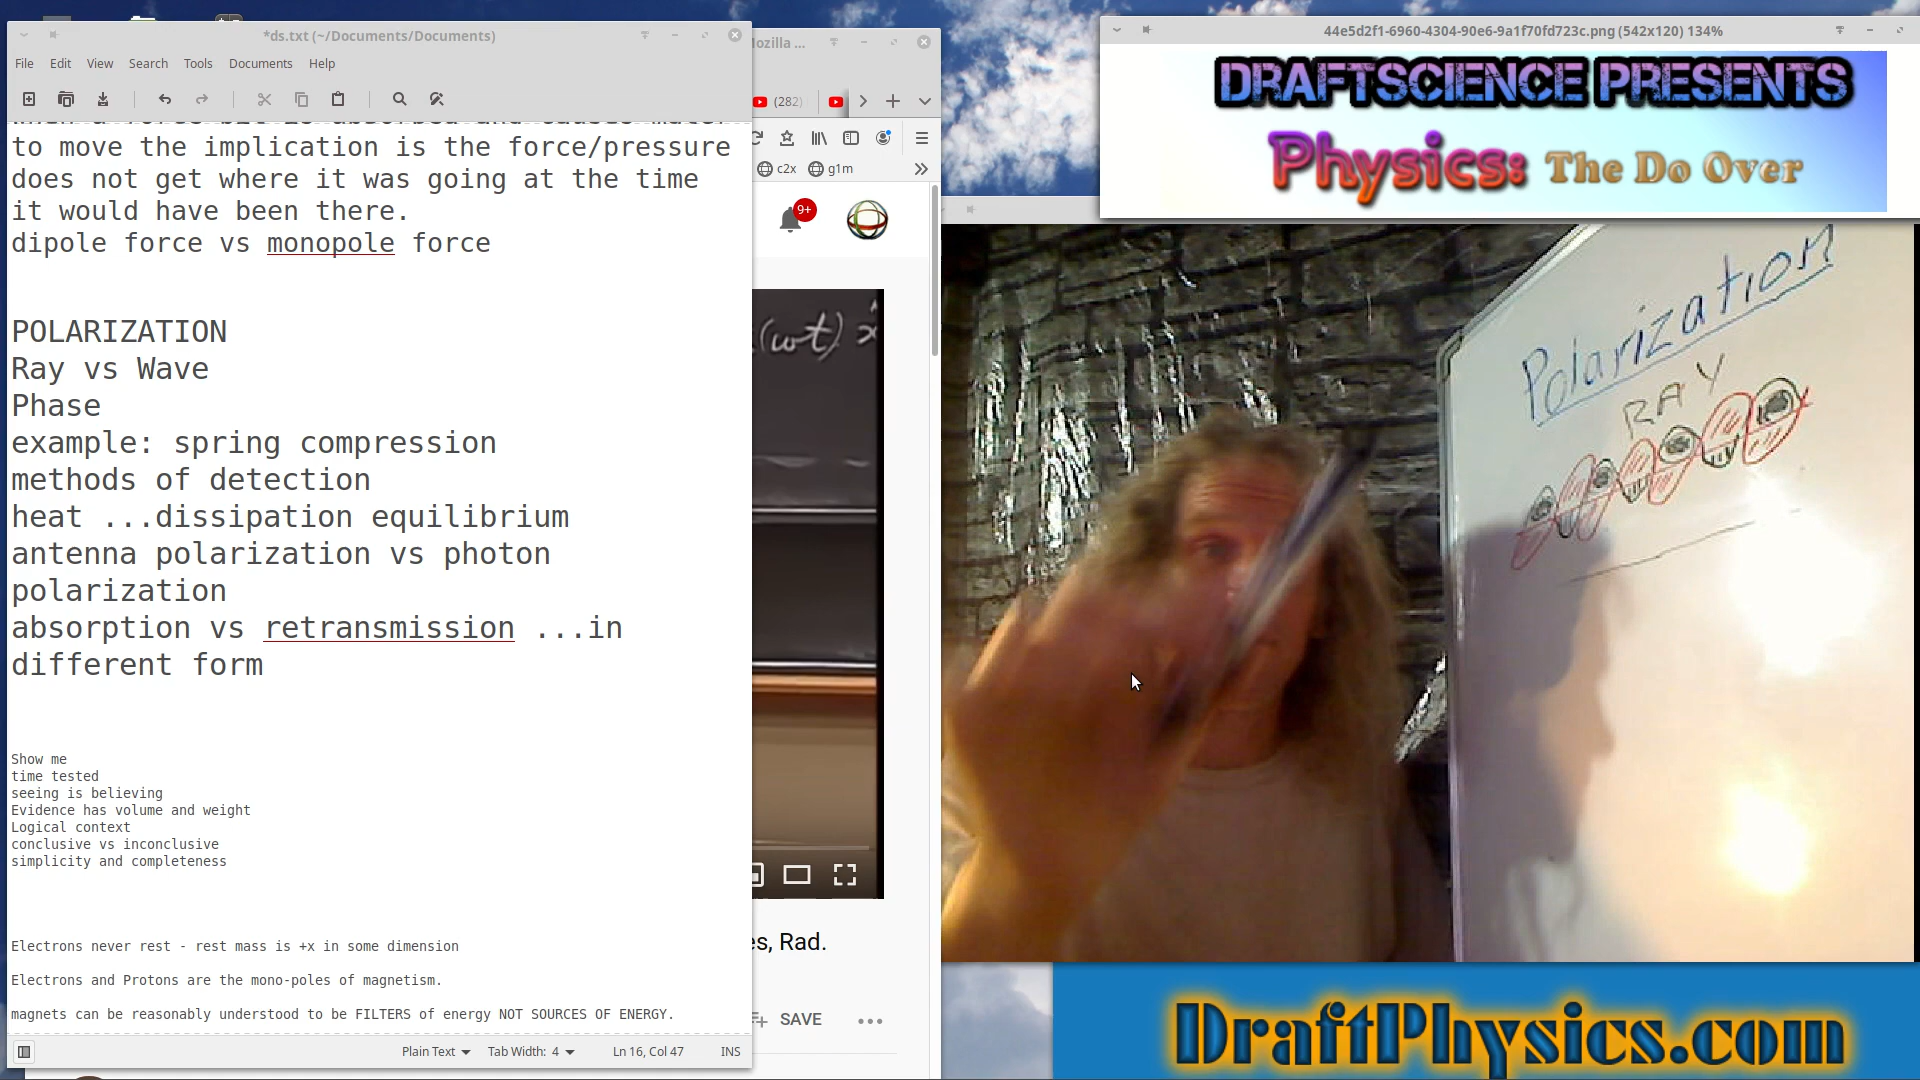 *ds.txt (~/Documents/Documents)
File Edit View Search Tools Documents Help
to move the implication is the force/pressure
does not get where it was going at the time
it would have been there.
dipole force vs monopole force
POLARIZATION
Ray vs Wave
Phase
example: spring compression
methods of detection
heat ...dissipation equilibrium
antenna polarization vs photon
polarization
absorption vs retransmission ...in
different form
Show me
time tested
seeing is believing
Evidence has volume and weight
Logical context
conclusive vs inconclusive
simplicity and completeness
Electrons never rest - rest mass is +x in some dimension
Electrons and Protons are the mono-poles of magnetism.
magnets can be reasonably understood to be FILTERS of energy NOT SOURCES OF ENERGY.
Plain Text Tab Width: 4 Ln 16, Col 47 INS
ozilla ...
(282)
c2x g1m
9+
(ωt) x̂
es, Rad.
SAVE
44e5d2f1-6960-4304-90e6-9a1f70fd723c.png (542x120) 134%
DRAFTSCIENCE PRESENTS
Physics: The Do Over
Polarization
RAY
DraftPhysics.com